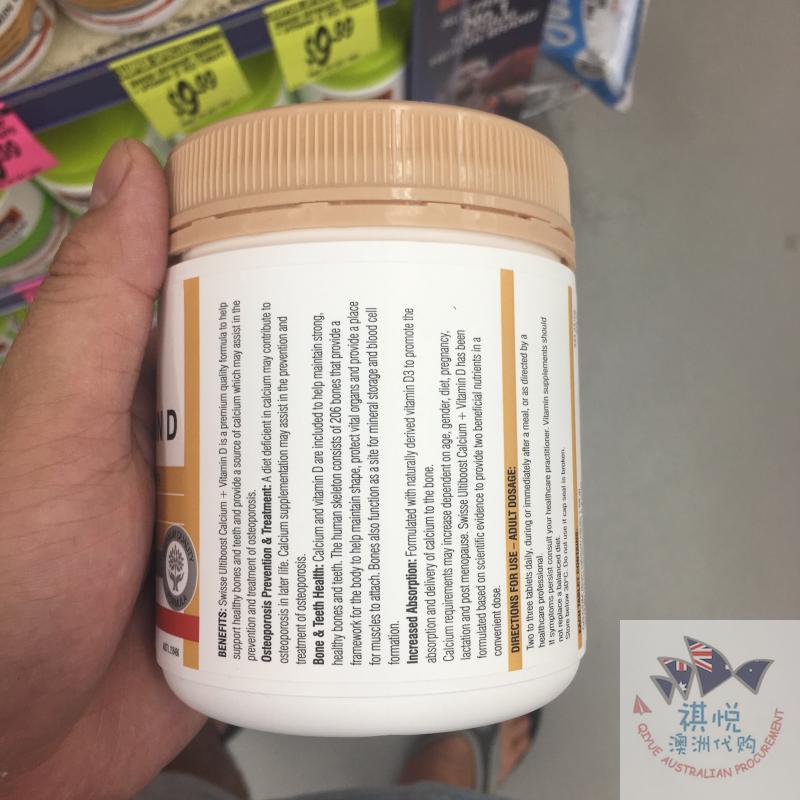 $9.99
$9.99
N D
BENEFITS: Swisse Ultiboost Calcium + Vitamin D is a premium quality formula to help
support healthy bones and teeth and provide a source of calcium which may assist in the
prevention and treatment of osteoporosis.
Osteoporosis Prevention & Treatment: A diet deficient in calcium may contribute to
osteoporosis in later life. Calcium supplementation may assist in the prevention and
treatment of osteoporosis.
Bone & Teeth Health: Calcium and vitamin D are included to help maintain strong,
healthy bones and teeth. The human skeleton consists of 206 bones that provide a
framework for the body to help maintain shape, protect vital organs and provide a place
for muscles to attach. Bones also function as a site for mineral storage and blood cell
formation.
Increased Absorption: Formulated with naturally derived vitamin D3 to promote the
absorption and delivery of calcium to the bone.
Calcium requirements may increase dependent on age, gender, diet, pregnancy,
lactation and post menopause. Swisse Ultiboost Calcium + Vitamin D has been
formulated based on scientific evidence to provide two beneficial nutrients in a
convenient dose.
DIRECTIONS FOR USE – ADULT DOSAGE:
Two to three tablets daily, during or immediately after a meal, or as directed by a
healthcare professional.
If symptoms persist consult your healthcare practitioner. Vitamin supplements should
not replace a balanced diet.
Store below 30°C. Do not use if cap seal is broken.
祺悦
澳洲代购
QIYUE AUSTRALIAN PROCUREMENT